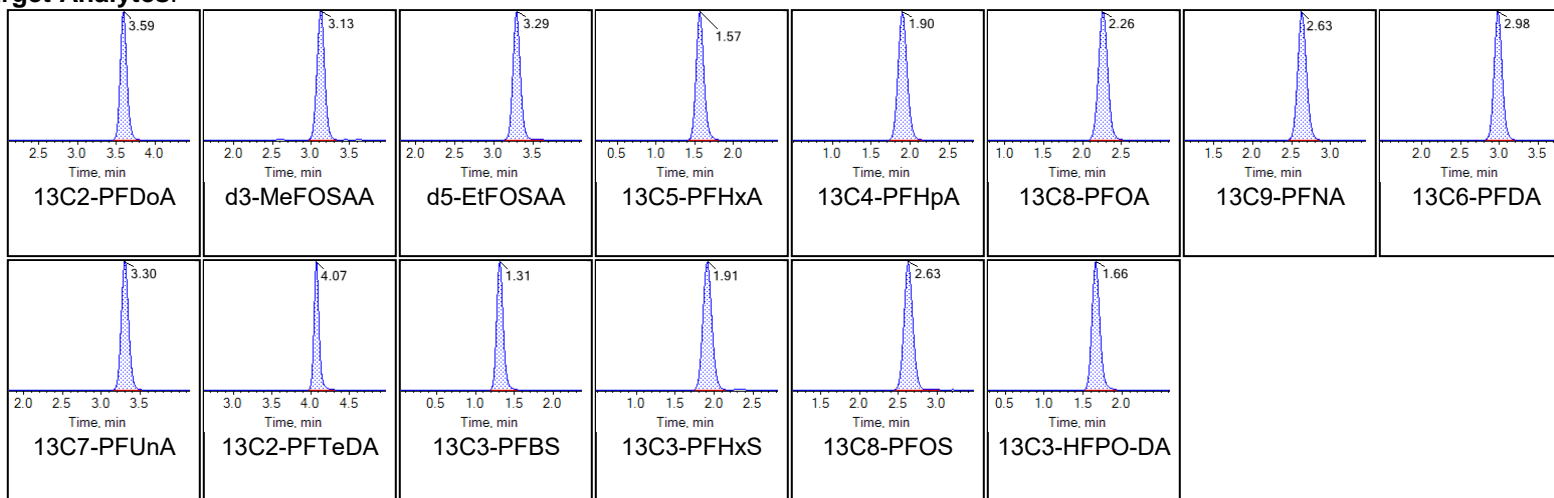 rget Analytes:
3.59 3.13 3.29 1.57 1.90 2.26 2.63 2.98
2.5 3.0 3.5 4.0 2.0 2.5 3.0 3.5 2.0 2.5 3.0 3.5 0.5 1.0 1.5 2.0 1.0 1.5 2.0 2.5 1.0 1.5 2.0 2.5 1.5 2.0 2.5 3.0 2.0 2.5 3.0 3.5
Time, min Time, min Time, min Time, min Time, min Time, min Time, min Time, min
13C2-PFDoA d3-MeFOSAA d5-EtFOSAA 13C5-PFHxA 13C4-PFHpA 13C8-PFOA 13C9-PFNA 13C6-PFDA
3.30 4.07 1.31 1.91 2.63 1.66
2.0 2.5 3.0 3.5 3.0 3.5 4.0 4.5 0.5 1.0 1.5 2.0 1.0 1.5 2.0 2.5 1.5 2.0 2.5 3.0 0.5 1.0 1.5 2.0
Time, min Time, min Time, min Time, min Time, min Time, min
13C7-PFUnA 13C2-PFTeDA 13C3-PFBS 13C3-PFHxS 13C8-PFOS 13C3-HFPO-DA